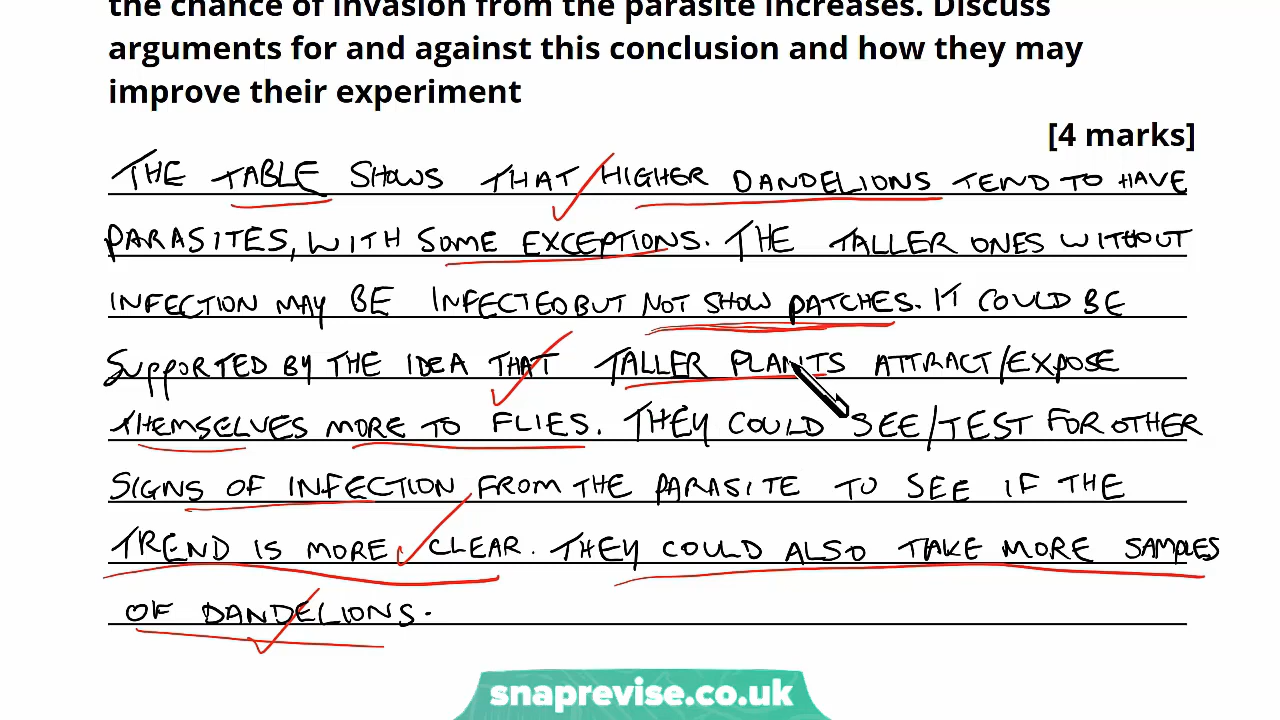 the chance of invasion from the parasite increases. Discuss
arguments for and against this conclusion and how they may
improve their experiment
[4 marks]
THE TABLE SHOWS THAT HIGHER DANDELIONS TEND TO HAVE
PARASITES, WITH SOME EXCEPTIONS. THE TALLER ONES WITHOUT
INFECTION MAY BE INFECTED BUT NOT SHOW PATCHES. IT COULD BE
SUPPORTED BY THE IDEA THAT TALLER PLANTS ATTRACT/EXPOSE
THEMSELVES MORE TO FLIES. THEY COULD SEE/TEST FOR OTHER
SIGNS OF INFECTION FROM THE PARASITE TO SEE IF THE
TREND IS MORE CLEAR. THEY COULD ALSO TAKE MORE SAMPLES
OF DANDELIONS.
snaprevise.co.uk